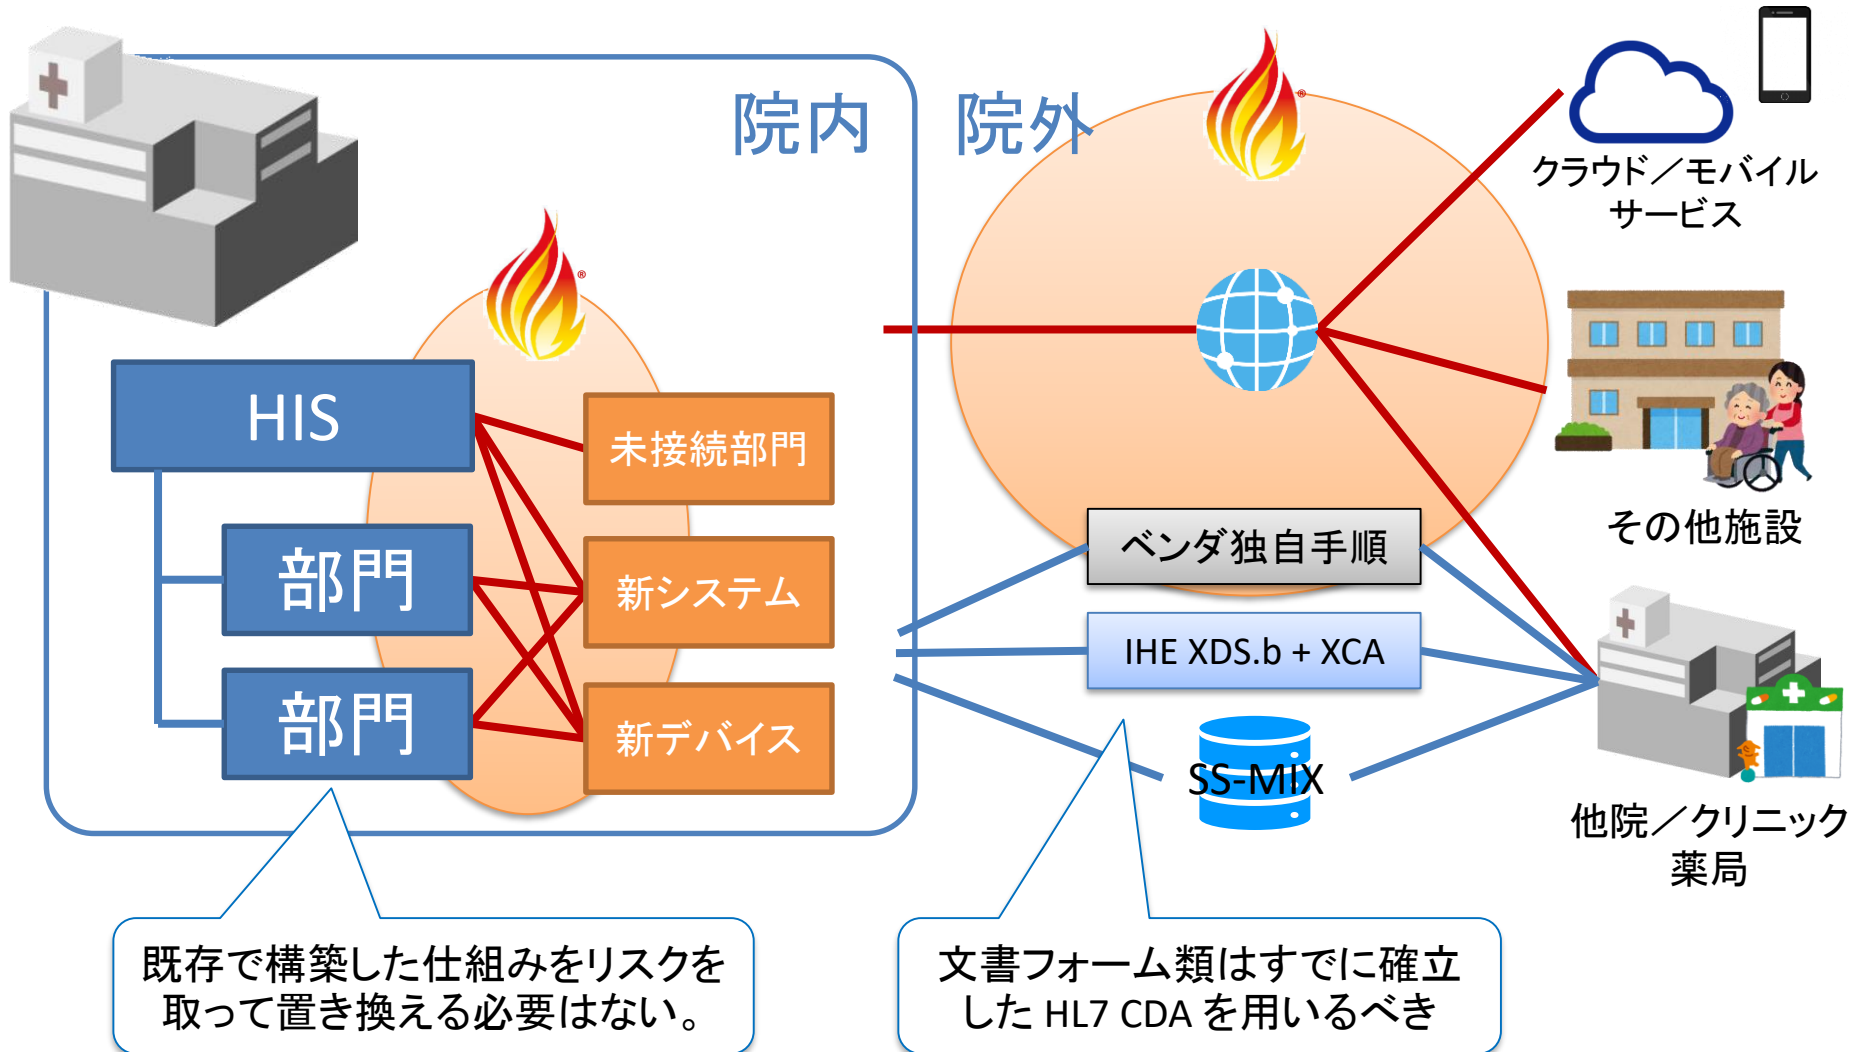 院内
院外
®
®
クラウド／モバイル
サービス
HIS
部門
部門
未接続部門
新システム
新デバイス
その他施設
ベンダ独自手順
IHE XDS.b + XCA
SS-MIX
他院／クリニック
薬局
既存で構築した仕組みをリスクを
取って置き換える必要はない。
文書フォーム類はすでに確立
した HL7 CDA を用いるべき